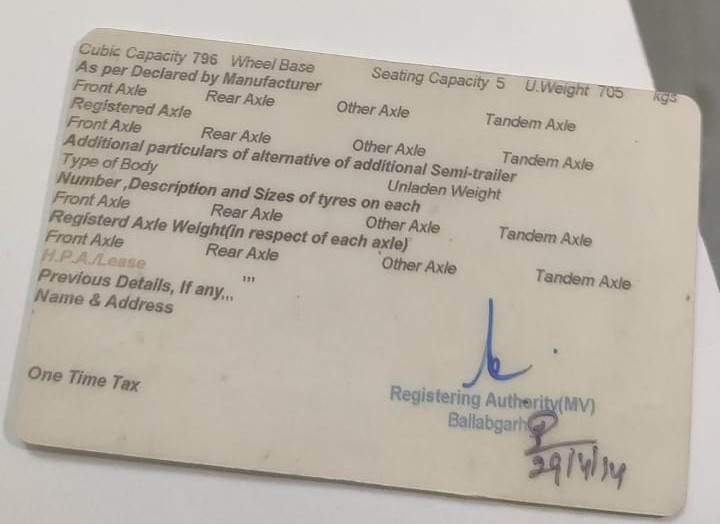 Cubic Capacity 796 Wheel Base Seating Capacity 5 U.Weight 705 kgs
As per Declared by Manufacturer
Front Axle Rear Axle Other Axle Tandem Axle
Registered Axle
Front Axle Rear Axle Other Axle Tandem Axle
Additional particulars of alternative of additional Semi-trailer
Type of Body Unladen Weight
Number ,Description and Sizes of tyres on each
Front Axle Rear Axle Other Axle Tandem Axle
Registerd Axle Weight(in respect of each axle)
Front Axle Rear Axle Other Axle Tandem Axle
H.P.A./Lease
Previous Details, If any,,, ,,,
Name & Address
One Time Tax
Registering Authority(MV)
Ballabgarh
29/4/14